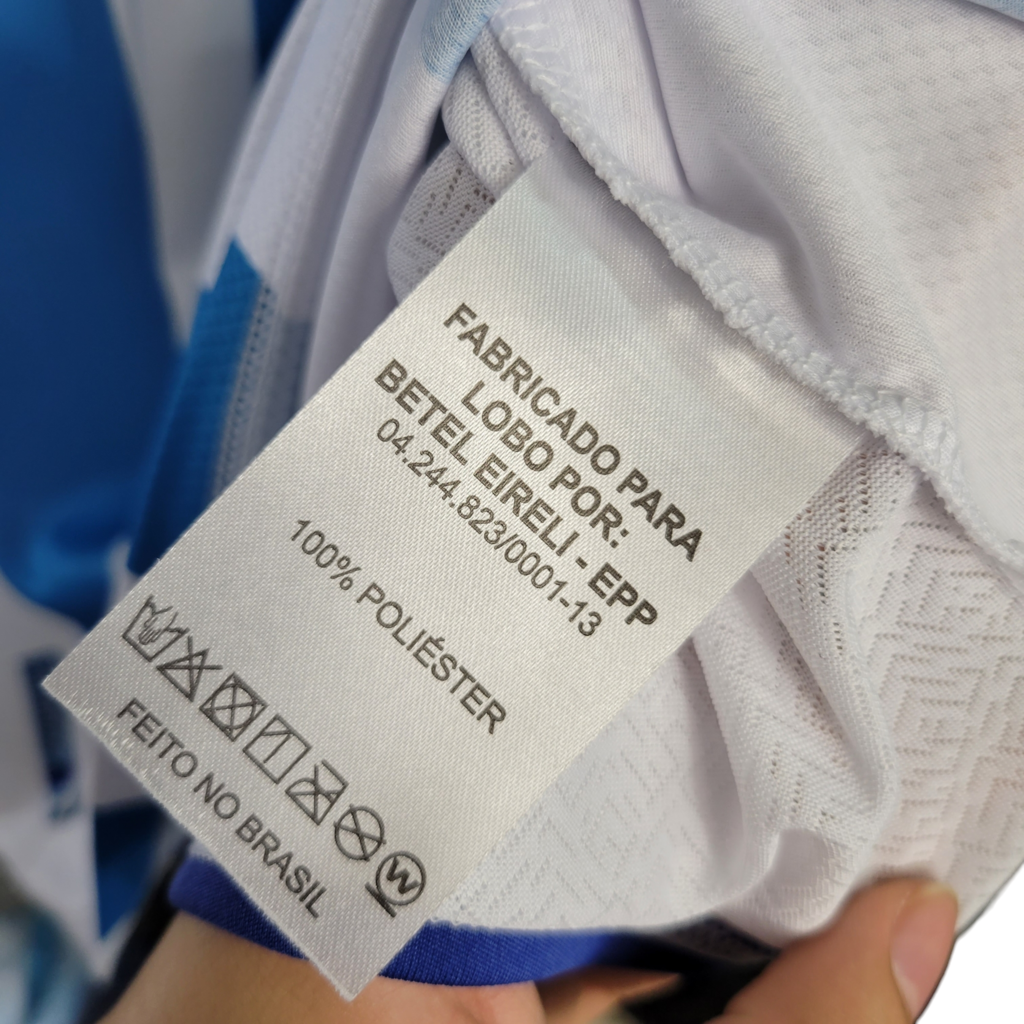 FABRICADO PARA
LOBO POR:
BETEL EIRELI - EPP
04.244.823/0001-13
100% POLIÉSTER
W
FEITO NO BRASIL